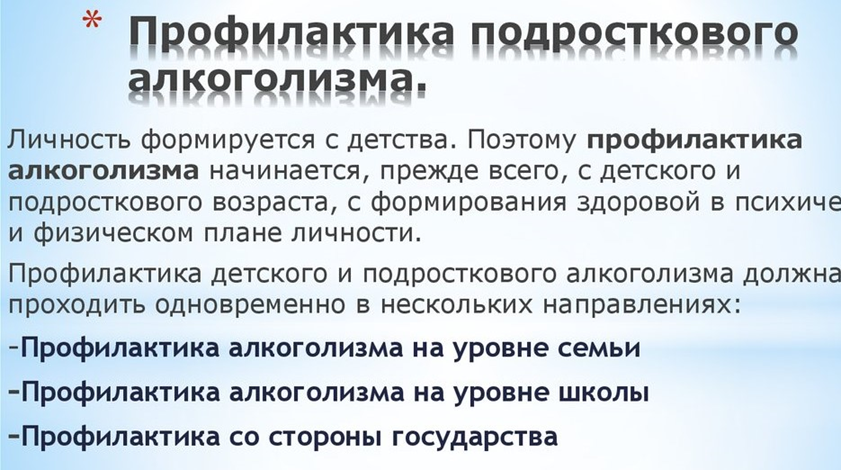 * Профилактика подросткового
алкоголизма.
Личность формируется с детства. Поэтому профилактика
алкоголизма начинается, прежде всего, с детского и
подросткового возраста, с формирования здоровой в психиче
и физическом плане личности.
Профилактика детского и подросткового алкоголизма должна
проходить одновременно в нескольких направлениях:
-Профилактика алкоголизма на уровне семьи
-Профилактика алкоголизма на уровне школы
-Профилактика со стороны государства